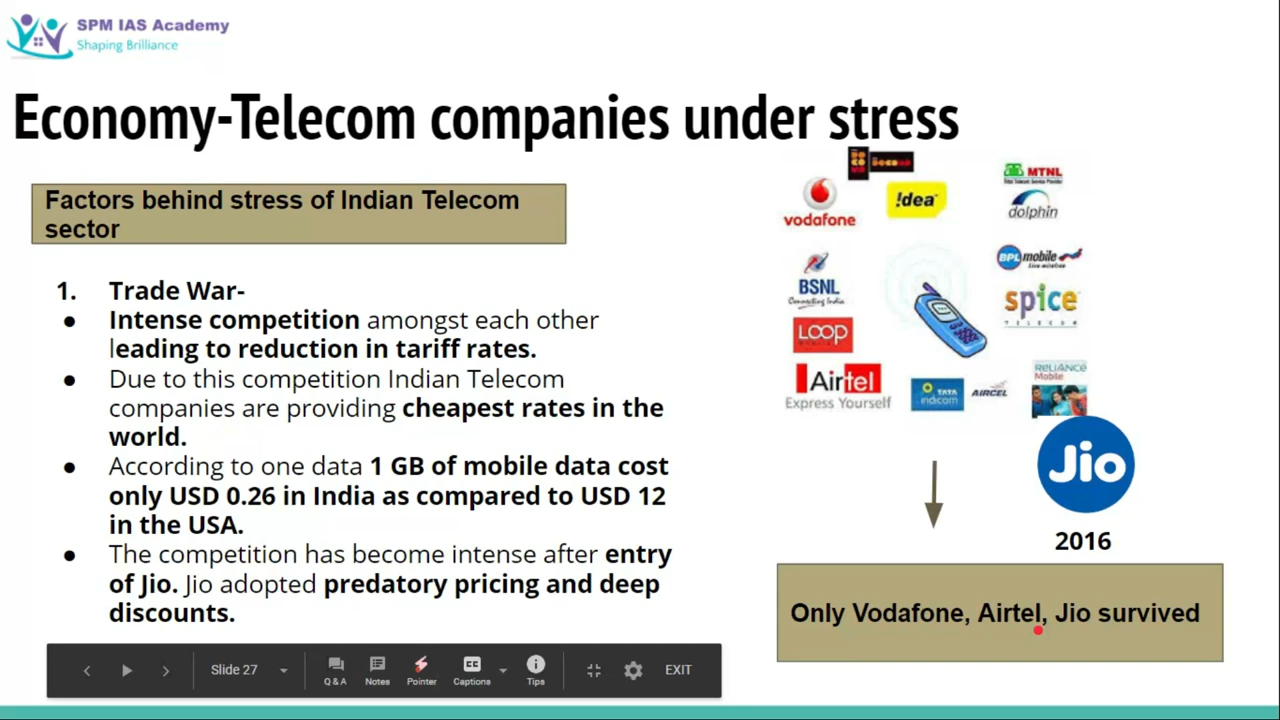 SPM IAS Academy
Shaping Brilliance
Economy-Telecom companies under stress
Factors behind stress of Indian Telecom
sector
1. Trade War-
● Intense competition amongst each other
leading to reduction in tariff rates.
● Due to this competition Indian Telecom
companies are providing cheapest rates in the
world.
● According to one data 1 GB of mobile data cost
only USD 0.26 in India as compared to USD 12
in the USA.
● The competition has become intense after entry
of Jio. Jio adopted predatory pricing and deep
discounts.
vodafone
!dea
MTNL
dolphin
BSNL
Connecting India
BPL mobile
spice
TELECOM
LOOP
Airtel
Express Yourself
TATA
indicom
AIRCEL
RELIANCE
Mobile
Jio
2016
Only Vodafone, Airtel, Jio survived
Slide 27
Q & A
Notes
Pointer
CC
Captions
Tips
EXIT